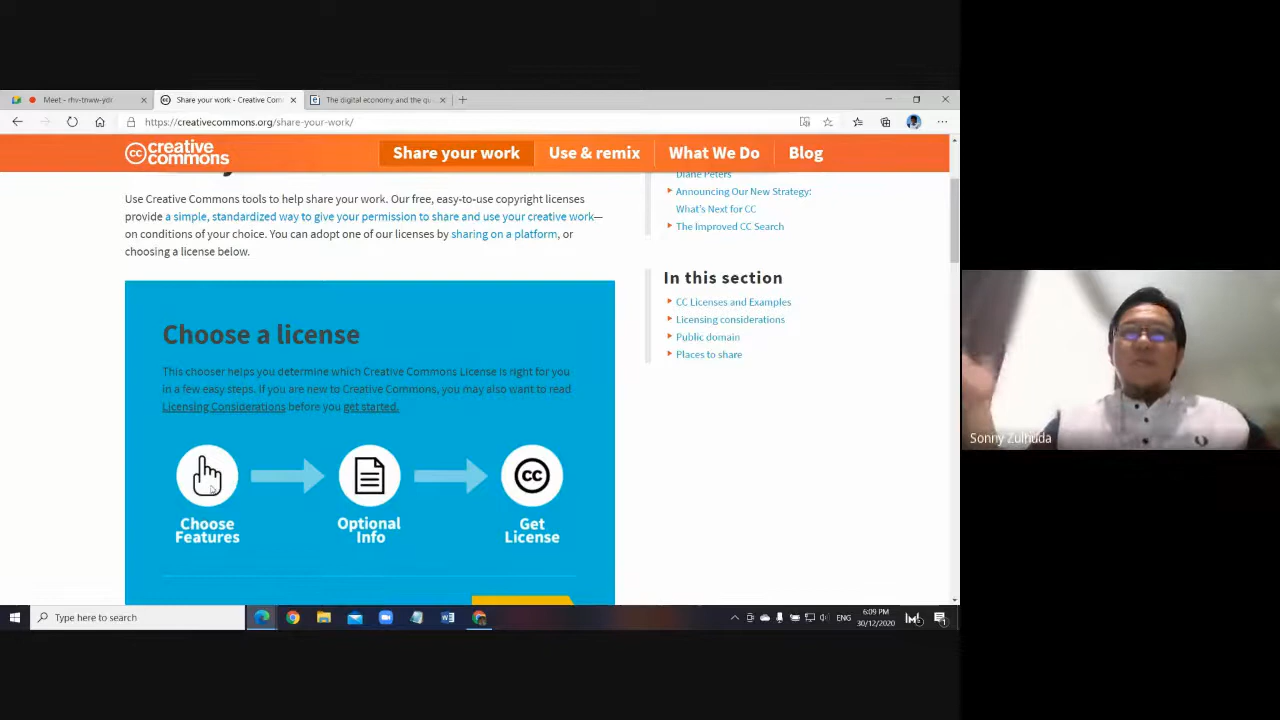 Meet - rhv-tnww-ydi
Share your work - Creative Com
The digital economy and the qu
https://creativecommons.org/share-your-work/
cc creative commons
Share your work
Use & remix
What We Do
Blog
Use Creative Commons tools to help share your work. Our free, easy-to-use copyright licenses
provide a simple, standardized way to give your permission to share and use your creative work—
on conditions of your choice. You can adopt one of our licenses by sharing on a platform, or
choosing a license below.
Diane Peters
Announcing Our New Strategy:
What's Next for CC
The Improved CC Search
In this section
CC Licenses and Examples
Licensing considerations
Public domain
Places to share
Choose a license
This chooser helps you determine which Creative Commons License is right for you
in a few easy steps. If you are new to Creative Commons, you may also want to read
Licensing Considerations before you get started.
cc
Choose
Features
Optional
Info
Get
License
Sonny Zulhuda
Type here to search
ENG
6:09 PM
30/12/2020